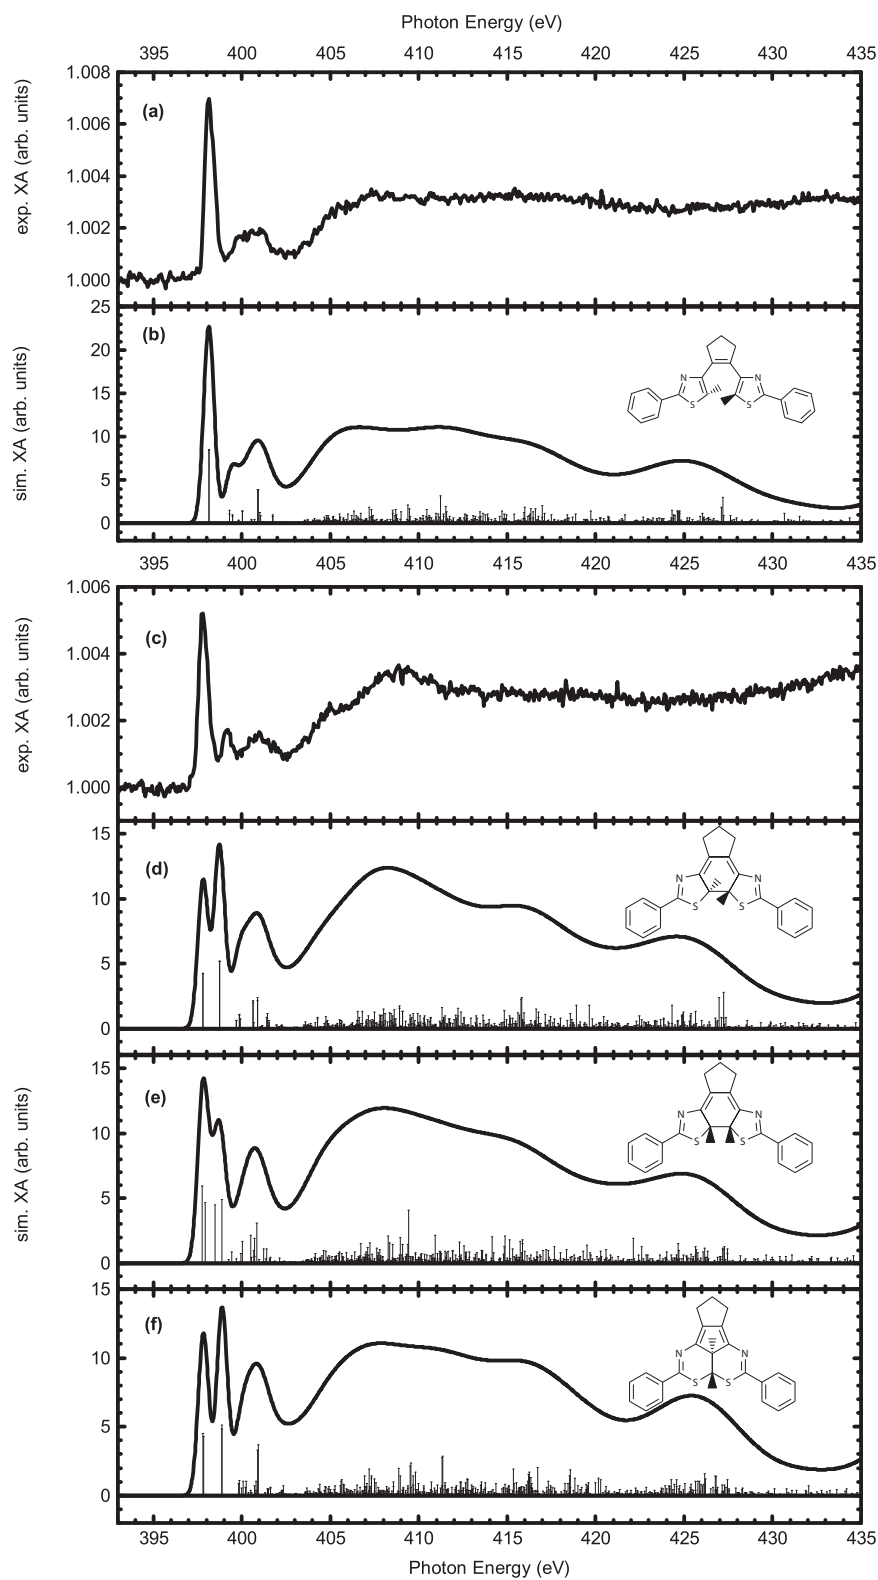 Photon Energy (eV)
395 400 405 410 415 420 425 430 435
exp. XA (arb. units)
1.008
1.006
1.004
1.002
1.000
(a)
sim. XA (arb. units)
25
20
15
10
5
0
(b)
N N
S S
395 400 405 410 415 420 425 430 435
exp. XA (arb. units)
1.006
1.004
1.002
1.000
(c)
15
10
5
0
(d)
N N
S S
sim. XA (arb. units)
15
10
5
0
(e)
N N
S S
15
10
5
0
(f)
N N
S S
395 400 405 410 415 420 425 430 435
Photon Energy (eV)